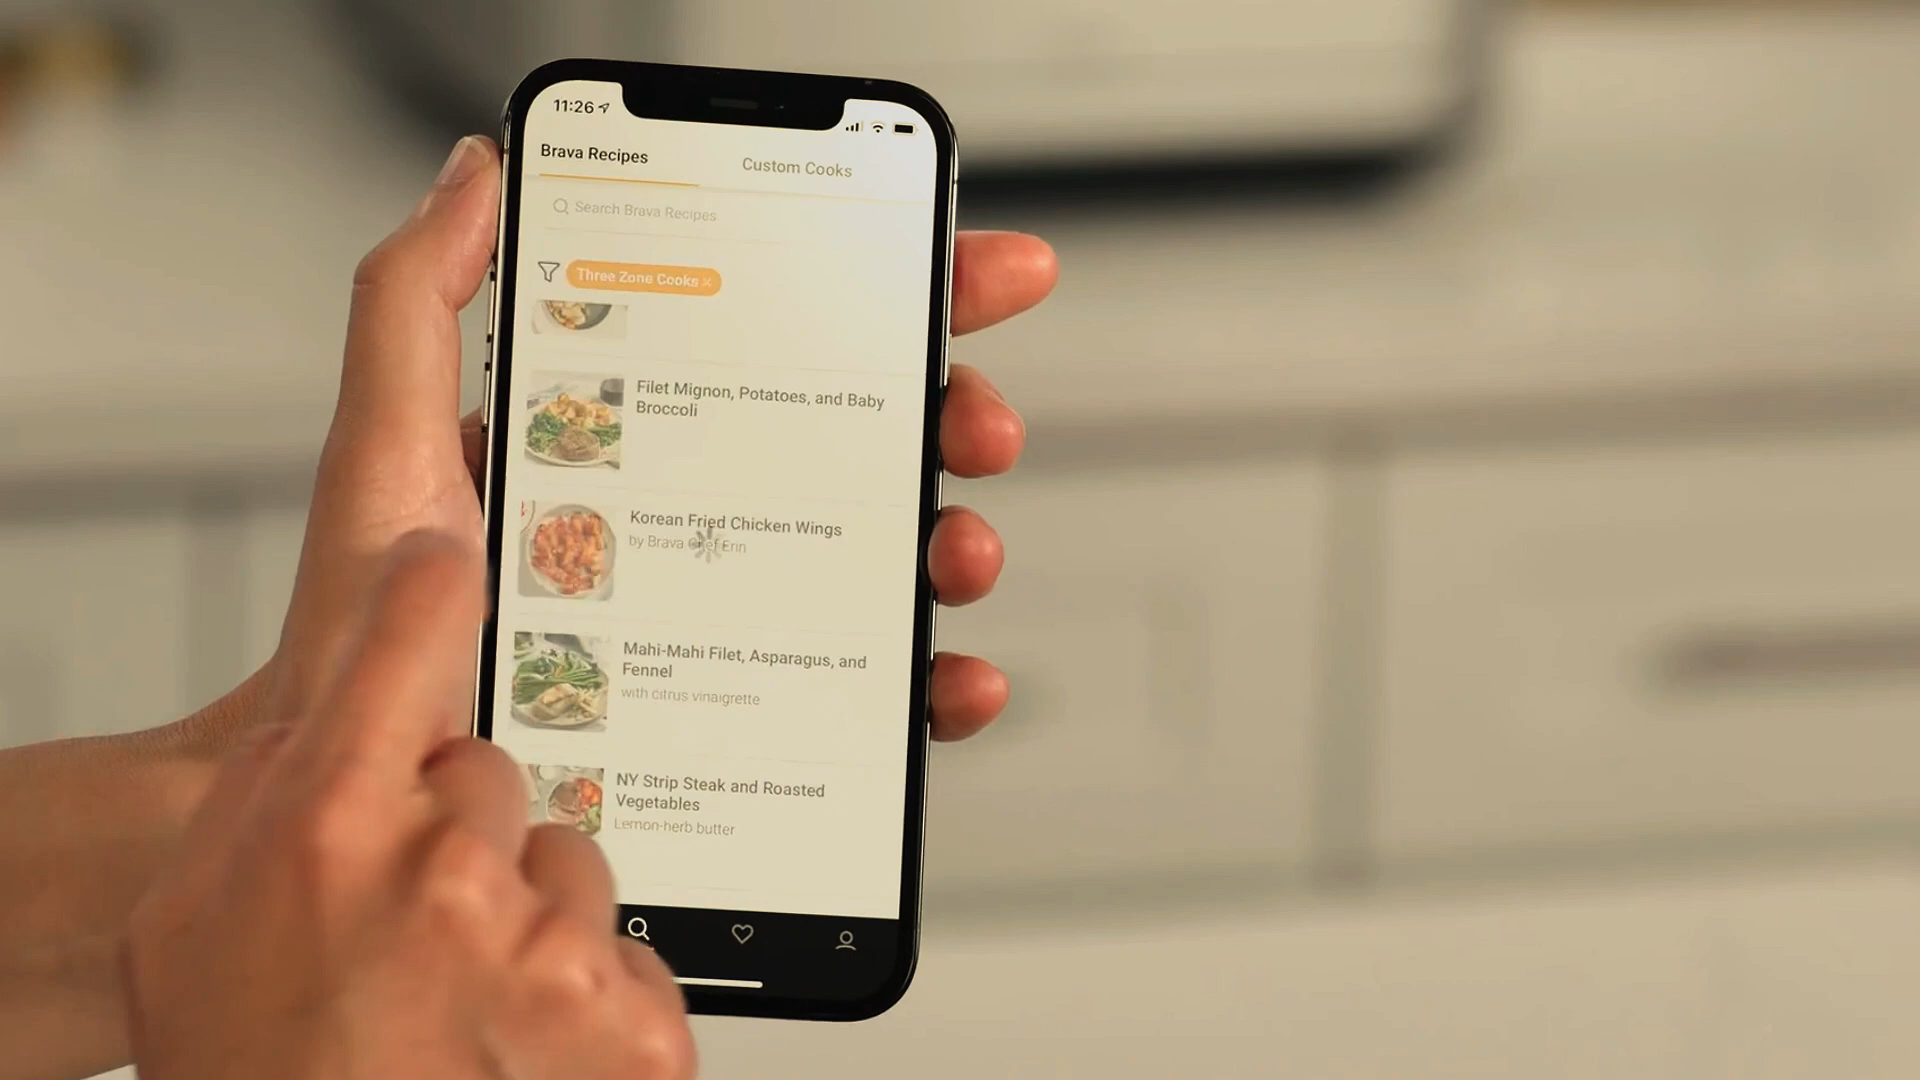 11:26
Brava Recipes
Custom Cooks
Search Brava Recipes
Three Zone Cooks ×
Filet Mignon, Potatoes, and Baby
Broccoli
Korean Fried Chicken Wings
by Brava Chef Erin
Mahi-Mahi Filet, Asparagus, and
Fennel
with citrus vinaigrette
NY Strip Steak and Roasted
Vegetables
Lemon-herb butter